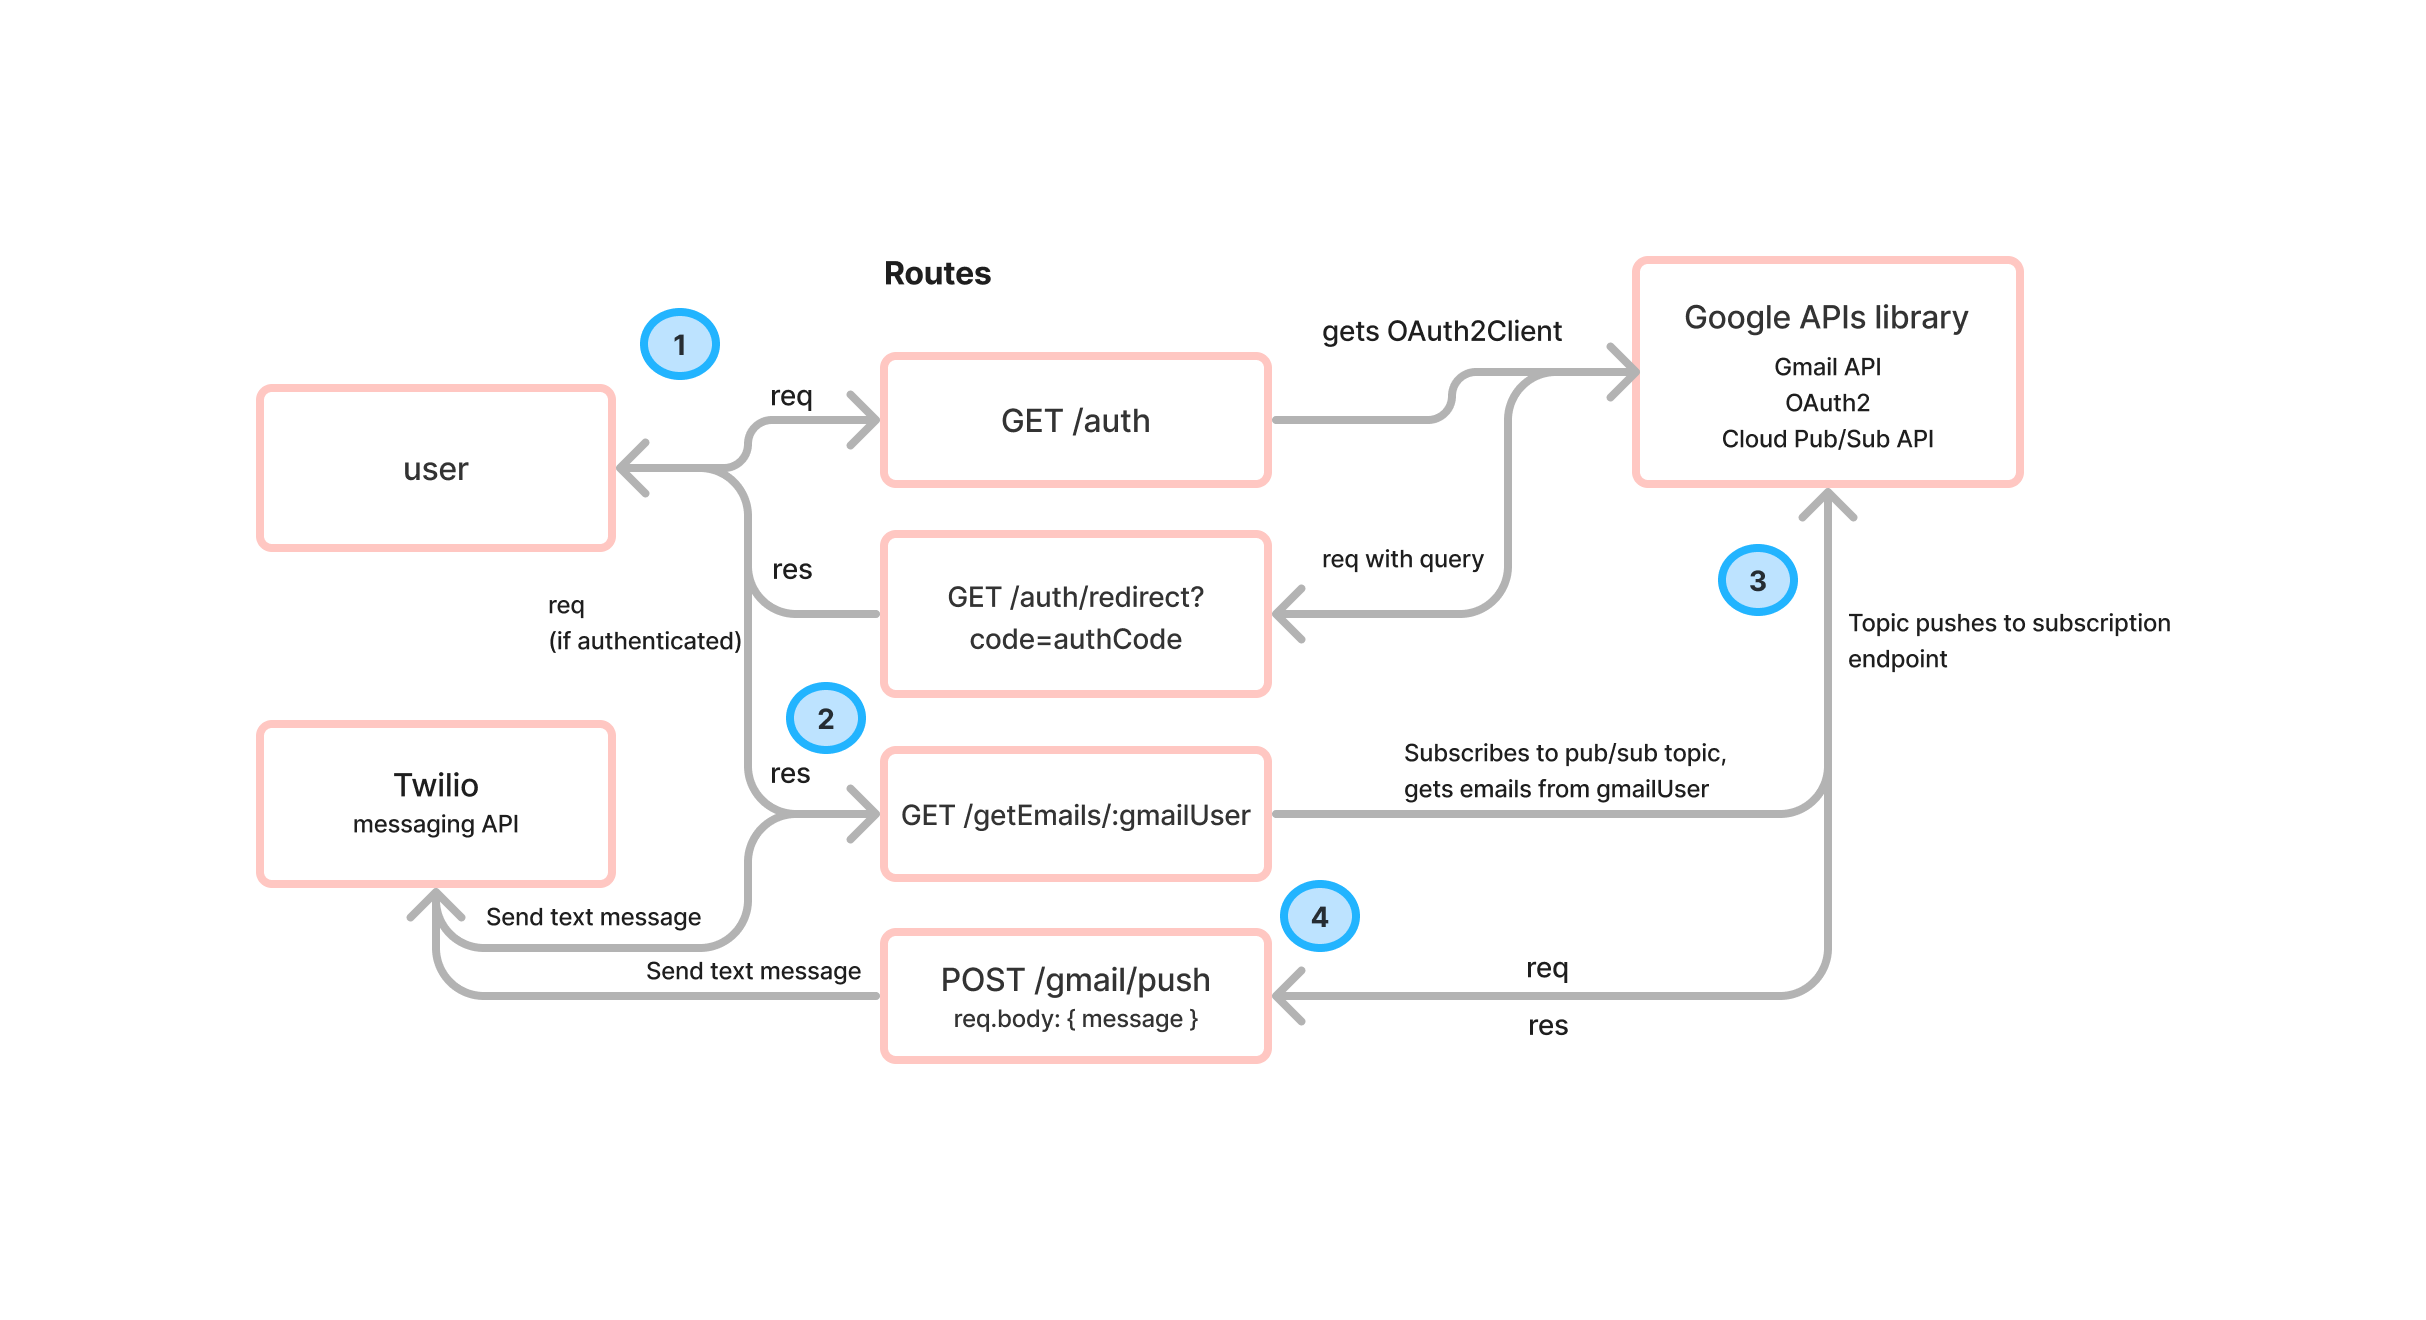 Routes
1
req
user
GET /auth
gets OAuth2Client
Google APIs library
Gmail API
OAuth2
Cloud Pub/Sub API
res
GET /auth/redirect?
code=authCode
req with query
3
req
(if authenticated)
Topic pushes to subscription
endpoint
2
res
Twilio
messaging API
GET /getEmails/:gmailUser
Subscribes to pub/sub topic,
gets emails from gmailUser
Send text message
4
Send text message
POST /gmail/push
req.body: { message }
req
res